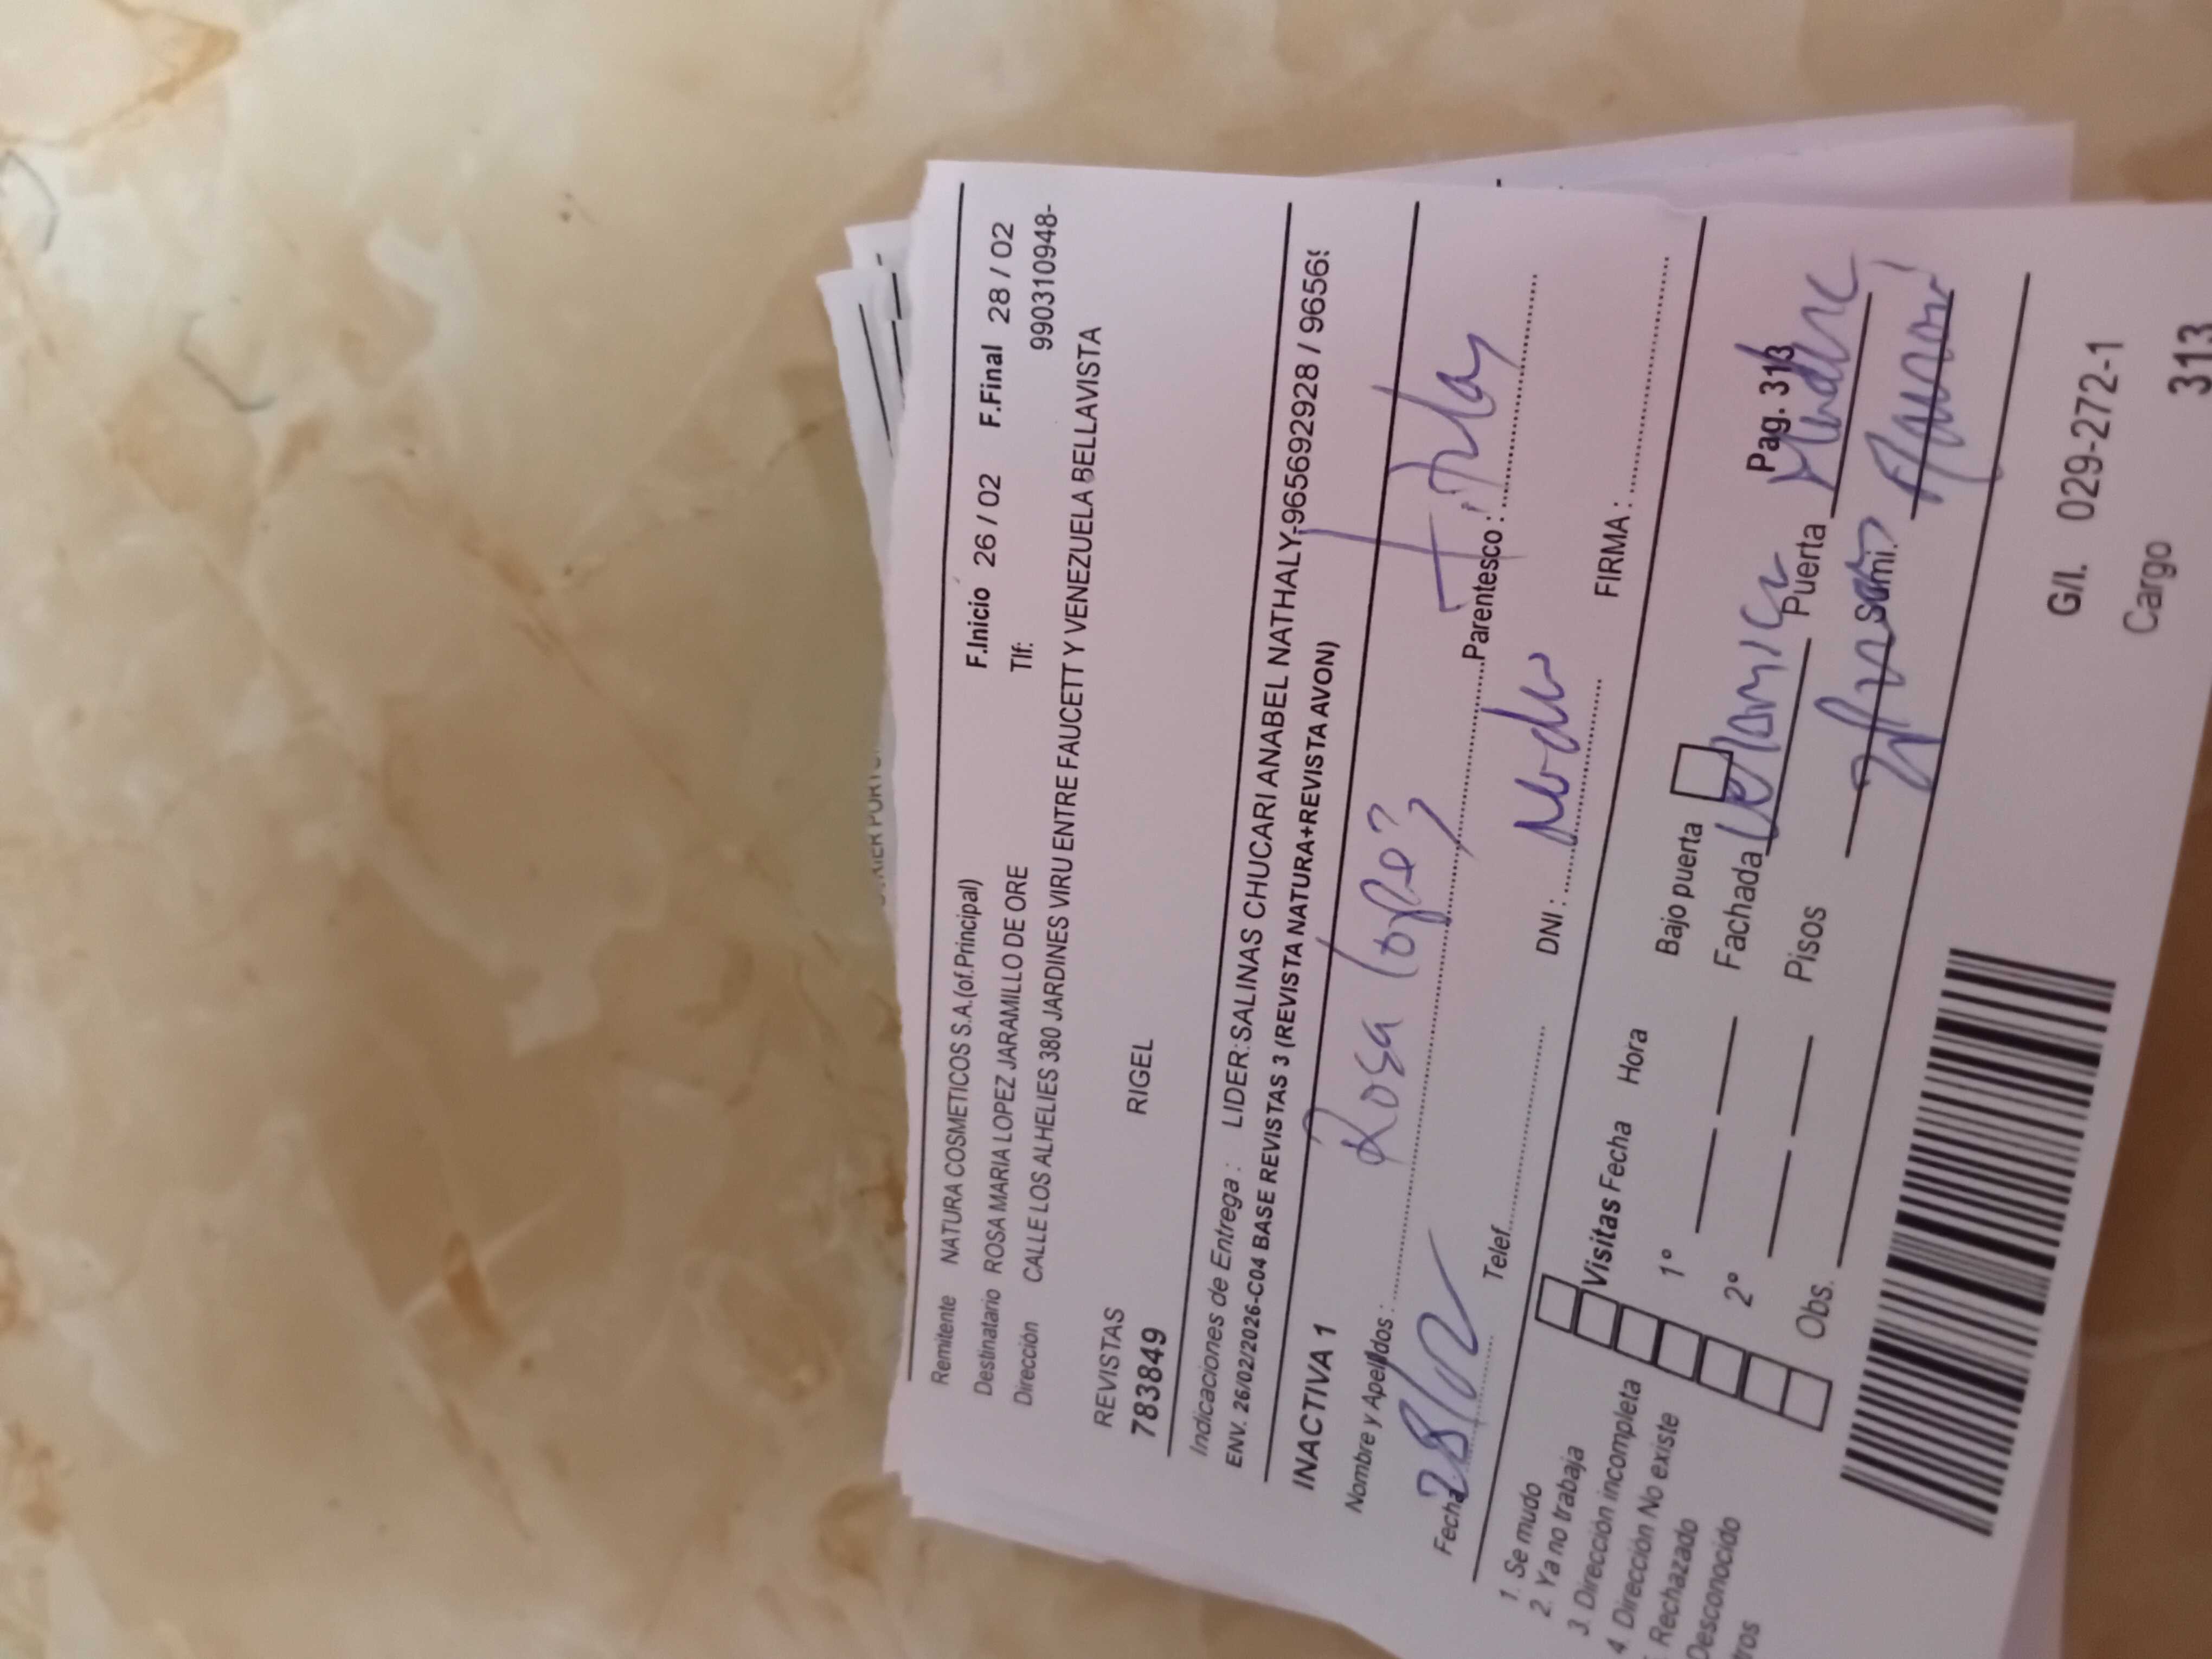 F.Inicio 26 / 02 F.Final 28 / 02
Remitente NATURA COSMETICOS S.A.(of.Principal) Tlf: 990310948-
Destinatario ROSA MARIA LOPEZ JARAMILLO DE ORE
Dirección CALLE LOS ALHELIES 380 JARDINES VIRU ENTRE FAUCETT Y VENEZUELA BELLAVISTA
REVISTAS
783849 RIGEL
Indicaciones de Entrega : LIDER:SALINAS CHUCARI ANABEL NATHALY-965692928 / 9656
ENV. 26/02/2026-C04 BASE REVISTAS 3 (REVISTA NATURA+REVISTA AVON)
INACTIVA 1
Nombre y Apellidos : Rosa Lopez Parentesco : Titular
Fecha 28/02 Telef. DNI : FIRMA :
1. Se mudo
2. Ya no trabaja
3. Dirección incompleta
4. Dirección No existe
Rechazado
Desconocido
Visitas Fecha Hora
1°
2°
Obs.
Bajo puerta Pag. 313
Fachada Puerta
Pisos Sumi.
G/I. 029-272-1
Cargo 313